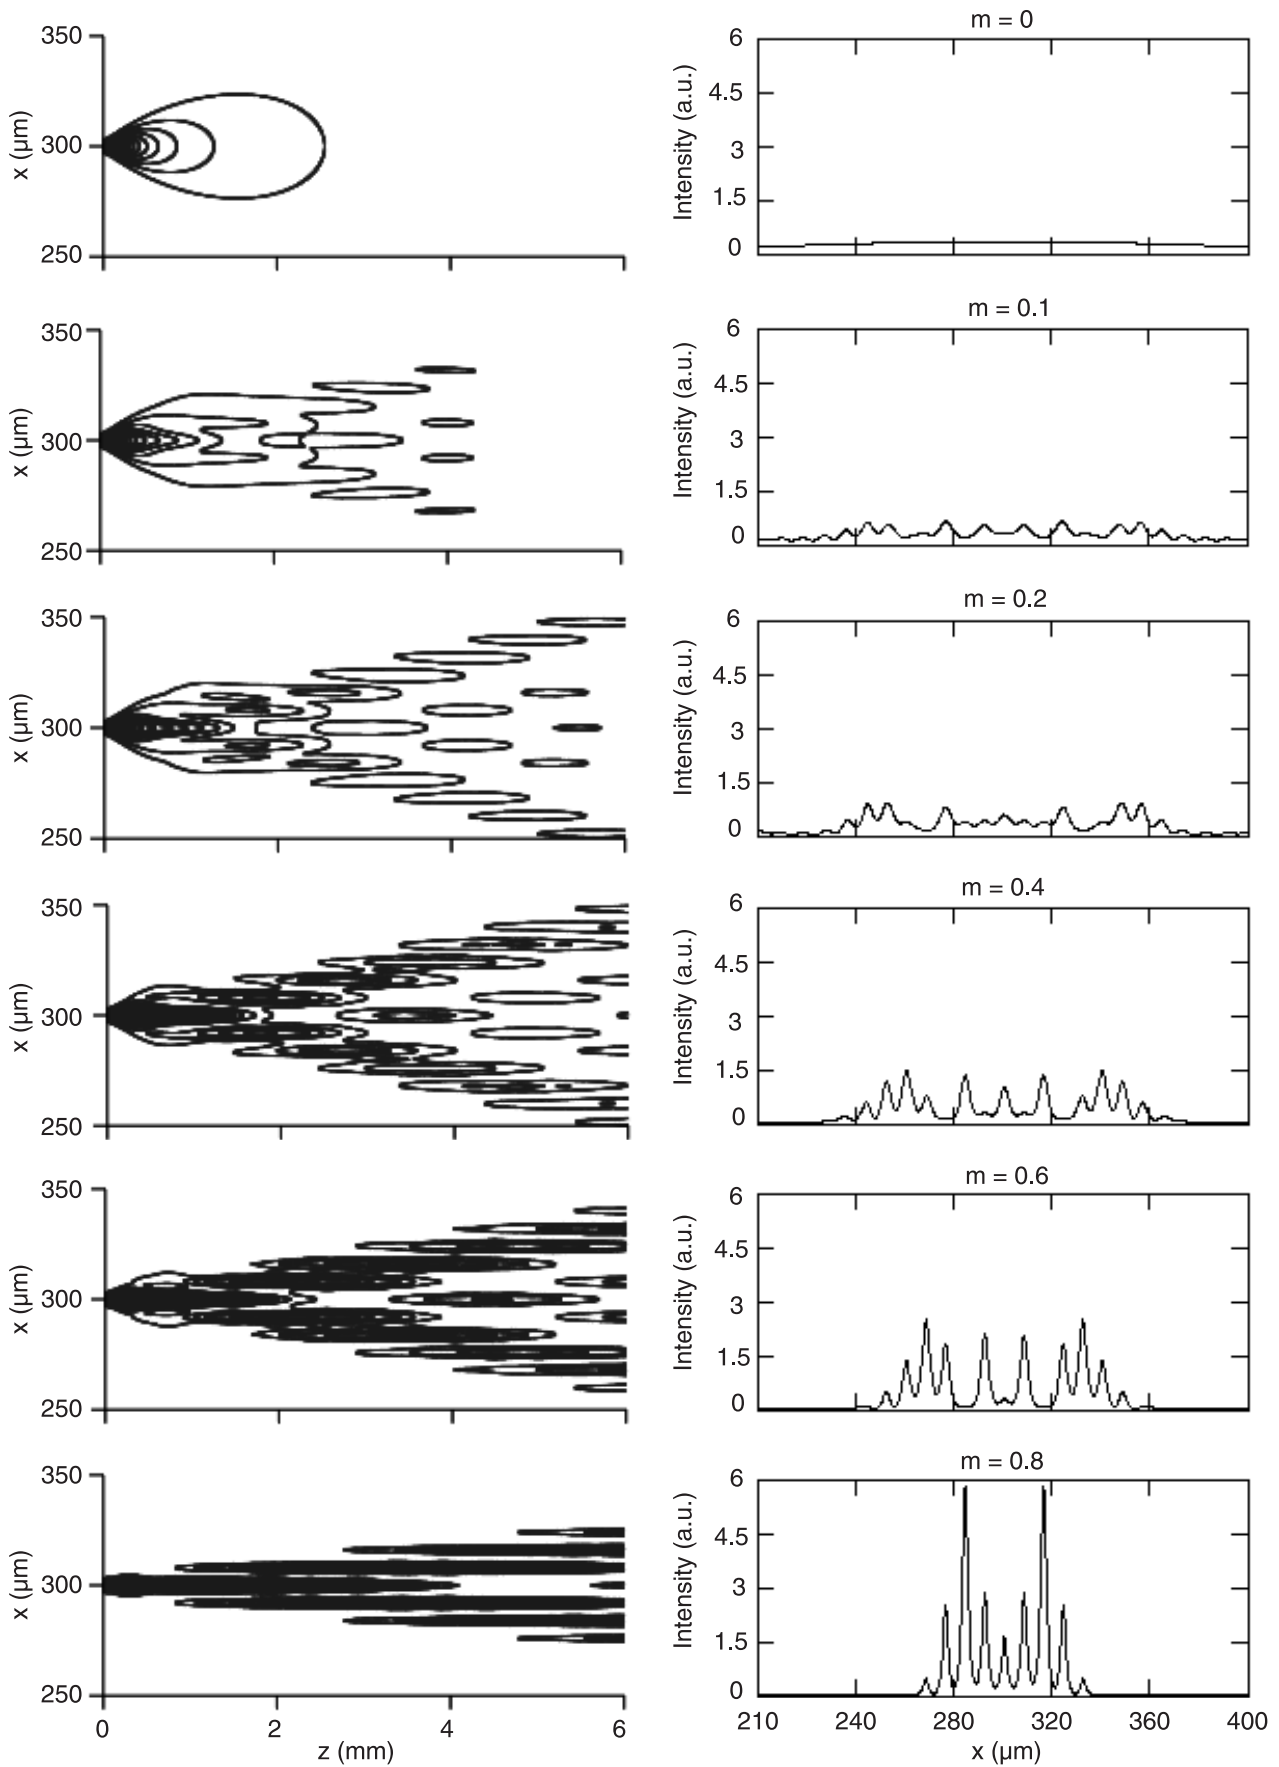 m = 0
350
x (µm)
300
250
6
Intensity (a.u.)
4.5
3
1.5
0
m = 0.1
350
x (µm)
300
250
6
Intensity (a.u.)
4.5
3
1.5
0
m = 0.2
350
x (µm)
300
250
6
Intensity (a.u.)
4.5
3
1.5
0
m = 0.4
350
x (µm)
300
250
6
Intensity (a.u.)
4.5
3
1.5
0
m = 0.6
350
x (µm)
300
250
6
Intensity (a.u.)
4.5
3
1.5
0
m = 0.8
350
x (µm)
300
250
0 2 4 6
z (mm)
6
Intensity (a.u.)
4.5
3
1.5
0
210 240 280 320 360 400
x (µm)